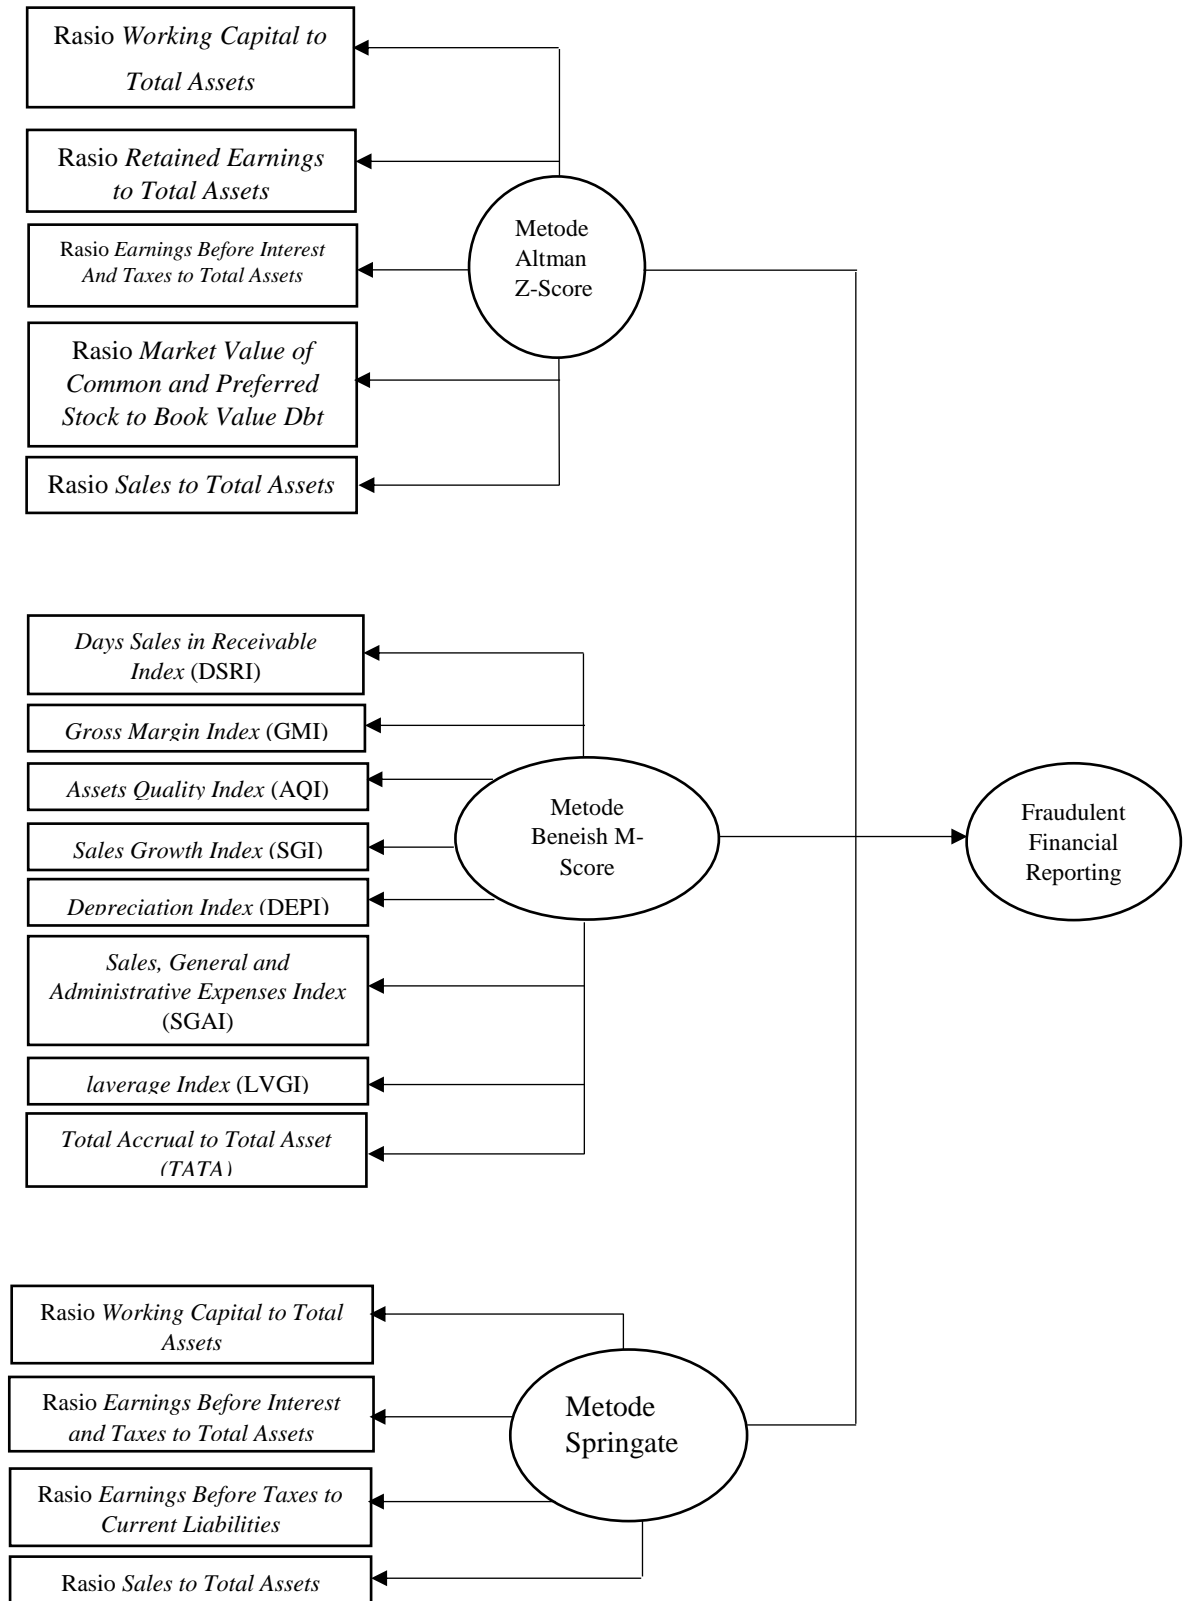 Rasio Working Capital to
Total Assets
Rasio Retained Earnings
to Total Assets
Rasio Earnings Before Interest
And Taxes to Total Assets
Rasio Market Value of
Common and Preferred
Stock to Book Value Dbt
Rasio Sales to Total Assets
Metode
Altman
Z-Score
Days Sales in Receivable
Index (DSRI)
Gross Margin Index (GMI)
Assets Quality Index (AQI)
Sales Growth Index (SGI)
Depreciation Index (DEPI)
Sales, General and
Administrative Expenses Index
(SGAI)
laverage Index (LVGI)
Total Accrual to Total Asset
(TATA)
Metode
Beneish M-
Score
Fraudulent
Financial
Reporting
Rasio Working Capital to Total
Assets
Rasio Earnings Before Interest
and Taxes to Total Assets
Rasio Earnings Before Taxes to
Current Liabilities
Rasio Sales to Total Assets
Metode
Springate